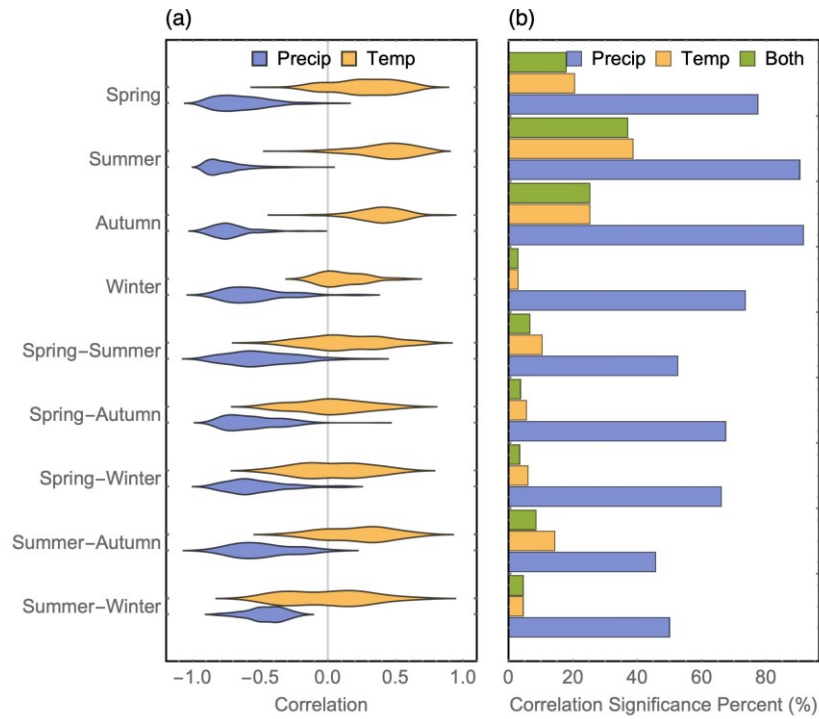 (a)
(b)
Precip Temp
Precip Temp Both
Spring
Summer
Autumn
Winter
Spring–Summer
Spring–Autumn
Spring–Winter
Summer–Autumn
Summer–Winter
−1.0 −0.5 0.0 0.5 1.0
0 20 40 60 80
Correlation
Correlation Significance Percent (%)